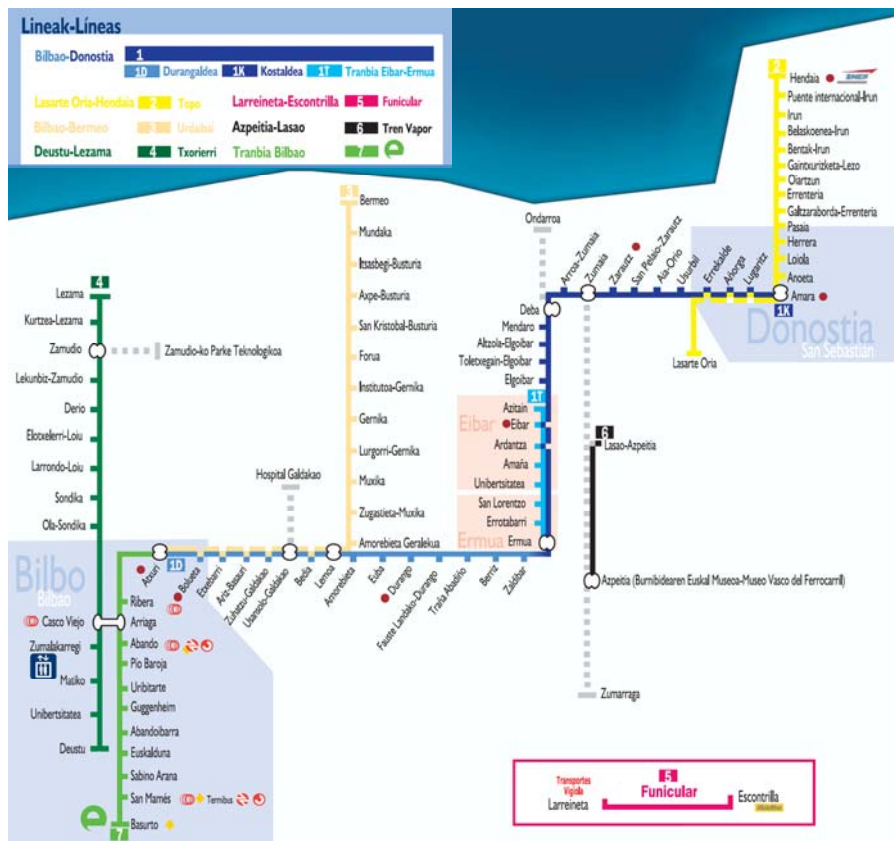 Lineak-Líneas
Bilbao-Donostia 1
1D Durangaldea 1K Kostaldea 1T Tranbia Eibar-Ermua
Lasarte Oria-Hondaia 2 Topo
Larreineta-Escontrilla 5 Funicular
Bilbao-Bermeo 3 Urdaibai
Azpeitia-Lasao 6 Tren Vapor
Deustu-Lezama 4 Txorierri
Tranbia Bilbao 7 e
2
Hendaia SNCF
Puente internacional-Irun
Irun
Belaskoenea-Irun
Bentak-Irun
Gaintxurizketa-Lezo
Oiartzun
Errenteria
Galtzaraborda-Errenteria
Pasaia
Herrera
Loiola
Anoeta
Amara
1K
Donostia
San Sebastián
Lasarte Oria
Lugaritz
Añorga
Errekalde
Usurbil
Aia-Orio
San Pelaio-Zarautz
Zarautz
Zumaia
Arroa-Zumaia
Ondarroa
Deba
Mendaro
Altzola-Elgoibar
Toletxegain-Elgoibar
Elgoibar
1T
Azitain
Eibar
Eibar
Ardantza
Amaña
Unibertsitatea
San Lorentzo
Errotabarri
Ermua
Ermua
3
Bermeo
Mundaka
Itsasbegi-Busturia
Axpe-Busturia
San Kristobal-Busturia
Forua
Institutoa-Gernika
Gernika
Lurgorri-Gernika
Muxika
Zugastieta-Muxika
Amorebieta Geralekua
Hospital Galdakao
4
Lezama
Kurtzea-Lezama
Zamudio
Zamudio-ko Parke Teknologikoa
Lekunbiz-Zamudio
Derio
Elotxelerri-Loiu
Larrondo-Loiu
Sondika
Ola-Sondika
Bilbo
Bilbao
Casco Viejo
Zumalakarregi
Matiko
Unibertsitatea
Deustu
1D
Atxuri
Bolueta
Etxebarri
Ariz-Basauri
Zuhatzu-Galdakao
Usansolo-Galdakao
Bedia
Lemoa
Amorebieta
Euba
Durango
Fauste Landako-Durango
Traña Abadiño
Berriz
Zaldibar
Ribera
Arriaga
Abando
Pio Baroja
Uribitarte
Guggenheim
Abandoibarra
Euskalduna
Sabino Arana
San Mamés Termibus
Basurto
e
7
6
Lasao-Azpeitia
Azpeitia (Burnibidearen Euskal Museoa-Museo Vasco del Ferrocarril)
Zumarraga
Transportes
Vigiola
Larreineta
5
Funicular
Escontrilla